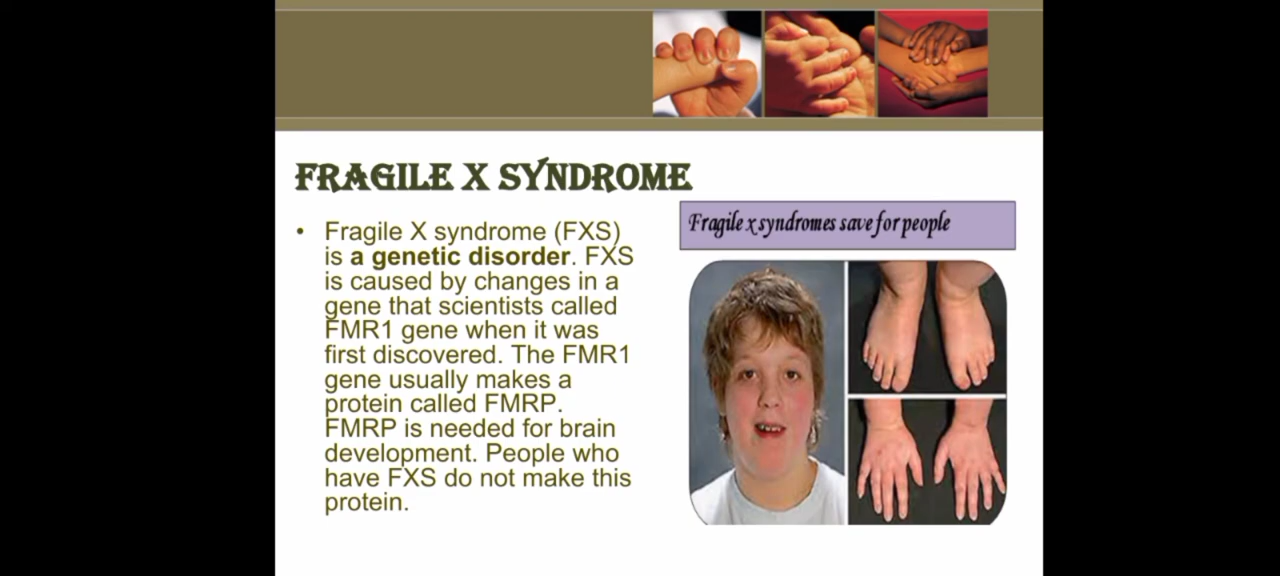 FRAGILE X SYNDROME
Fragile x syndromes save for people
• Fragile X syndrome (FXS)
is a genetic disorder. FXS
is caused by changes in a
gene that scientists called
FMR1 gene when it was
first discovered. The FMR1
gene usually makes a
protein called FMRP.
FMRP is needed for brain
development. People who
have FXS do not make this
protein.